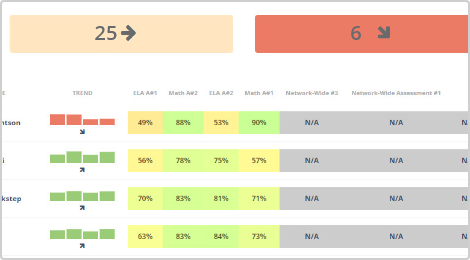 25
6
E TREND ELA A#1 Math A#2 ELA A#2 Math A#1 Network-Wide #2 Network-Wide Assessment #1 N
ntson 49% 88% 53% 90% N/A N/A N
i 56% 78% 75% 57% N/A N/A N
kstep 70% 83% 81% 71% N/A N/A N
63% 83% 84% 73% N/A N/A N